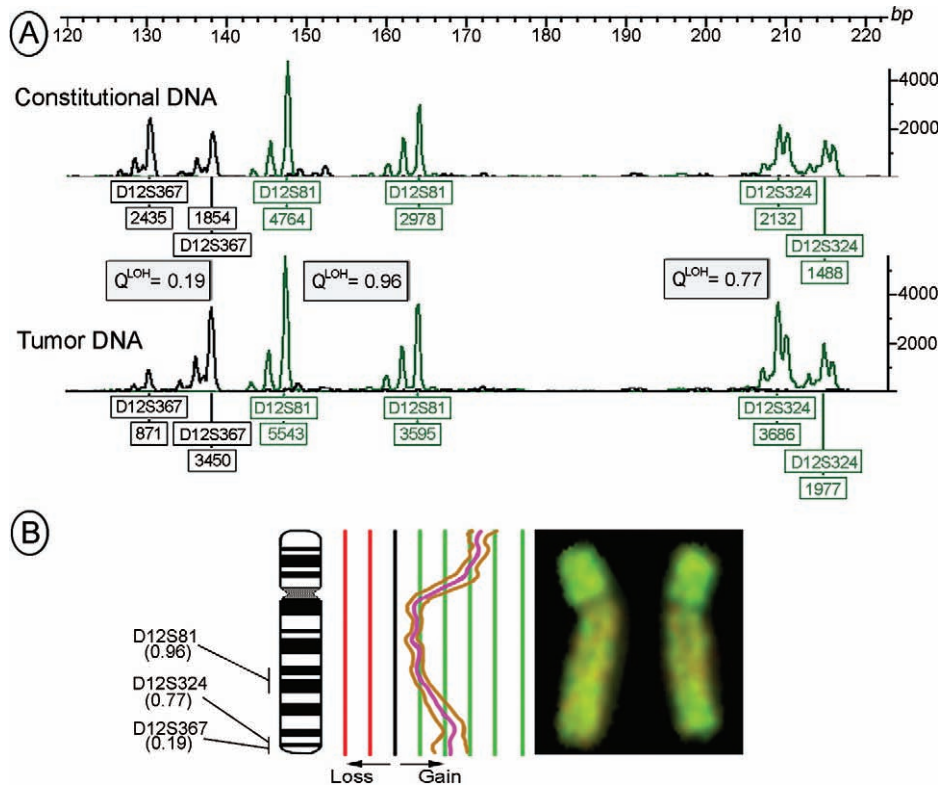 bp
A
120 130 140 150 160 170 180 190 200 210 220
Constitutional DNA
4000
2000
D12S367 D12S81 D12S81 D12S324
2435 1854 4764 2978 2132
D12S367 D12S324
1488
Q^LOH = 0.19 Q^LOH = 0.96 Q^LOH = 0.77
4000
Tumor DNA
2000
D12S367 D12S81 D12S81 D12S324
871 D12S367 5543 3595 3686
3450 D12S324
1977
B
D12S81
(0.96)
D12S324
(0.77)
D12S367
(0.19)
Loss Gain